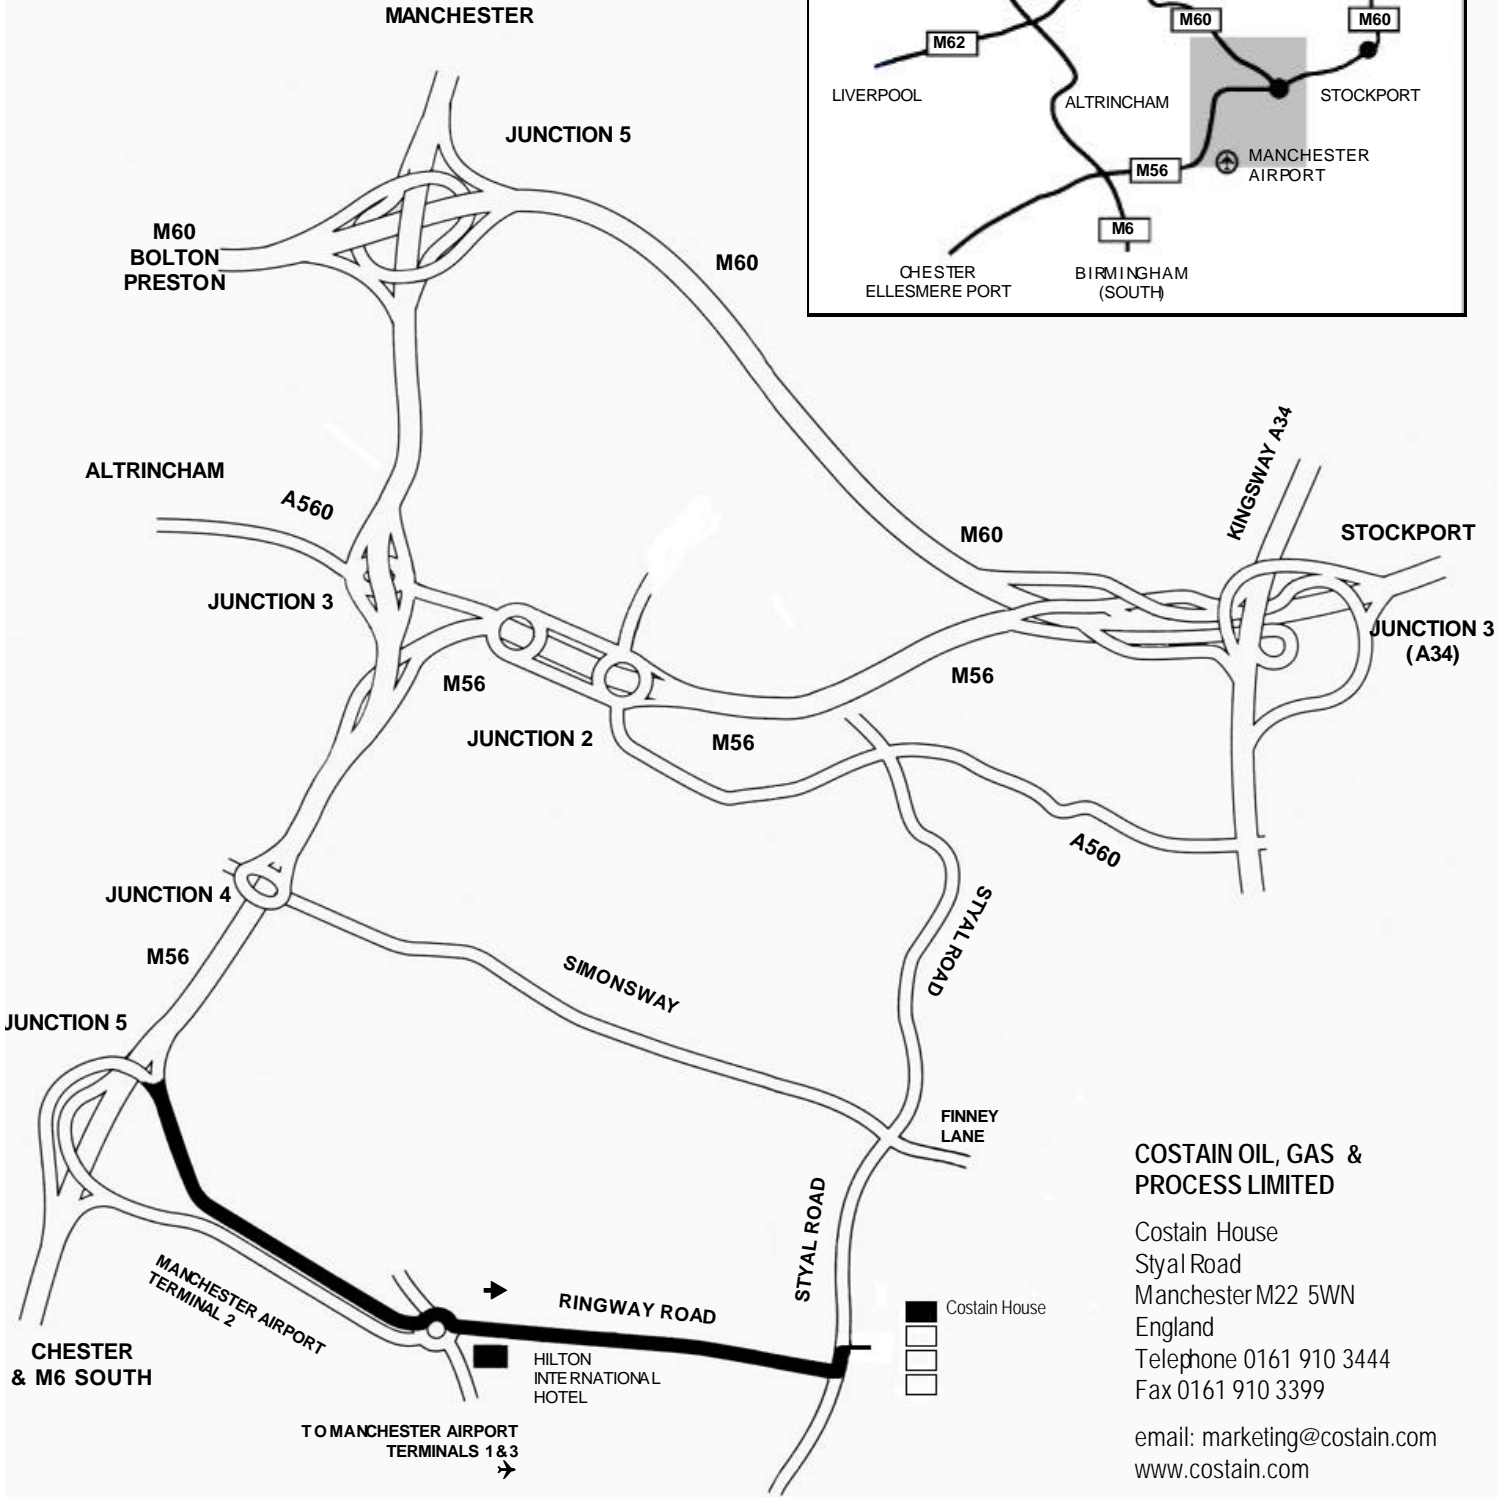 MANCHESTER
M60
M60
M62
LIVERPOOL
ALTRINCHAM
STOCKPORT
JUNCTION 5
MANCHESTER
AIRPORT
M56
M6
M60
BOLTON
PRESTON
M60
CHESTER
ELLESMERE PORT
BIRMINGHAM
(SOUTH)
ALTRINCHAM
A560
KINGSWAY A34
M60
STOCKPORT
JUNCTION 3
JUNCTION 3
(A34)
M56
M56
JUNCTION 2
M56
A560
JUNCTION 4
STYAL ROAD
M56
SIMONSWAY
JUNCTION 5
FINNEY
LANE
COSTAIN OIL, GAS &
PROCESS LIMITED
STYAL ROAD
Costain House
Styal Road
Manchester M22 5WN
England
Telephone 0161 910 3444
Fax 0161 910 3399
email: marketing@costain.com
www.costain.com
MANCHESTER AIRPORT
TERMINAL 2
RINGWAY ROAD
Costain House
CHESTER
& M6 SOUTH
HILTON
INTERNATIONAL
HOTEL
TO MANCHESTER AIRPORT
TERMINALS 1 & 3